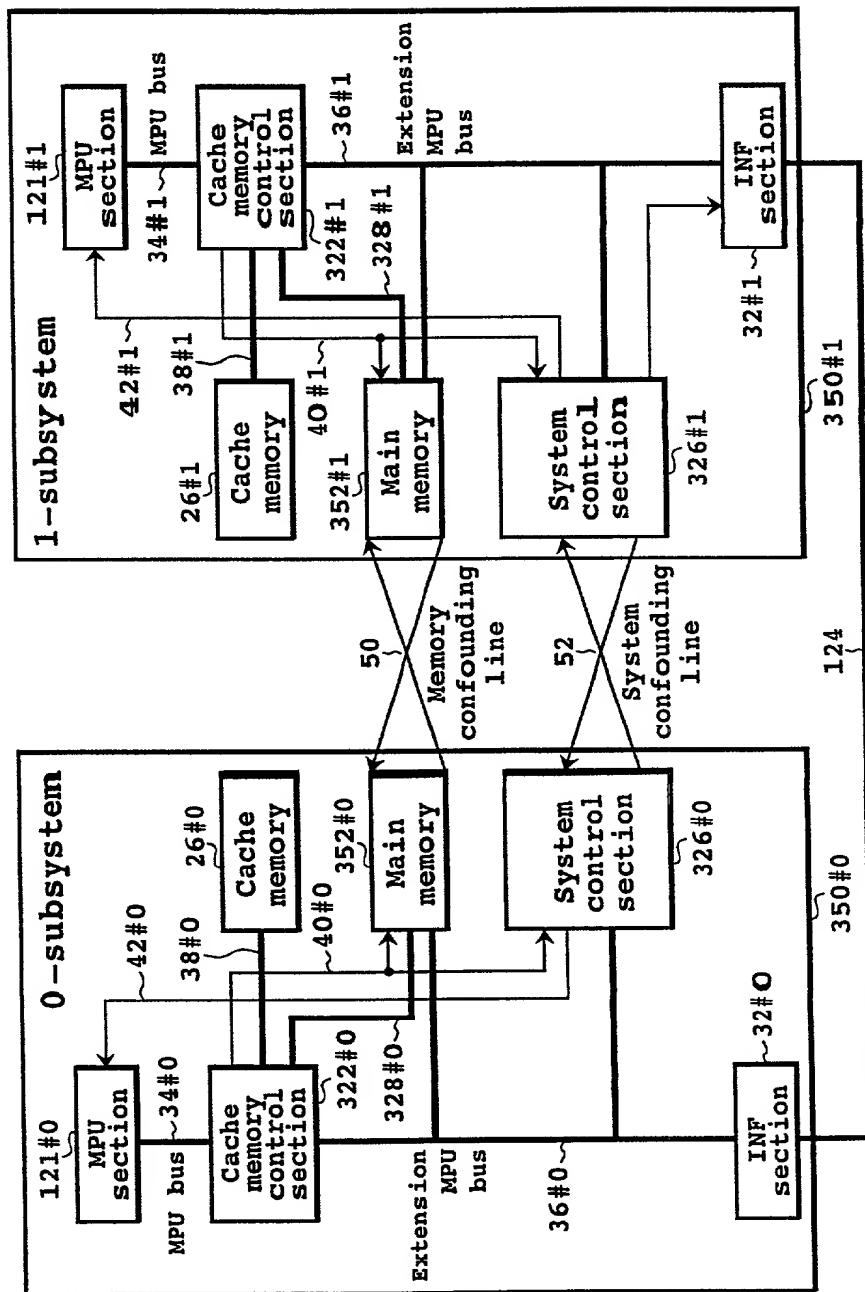 0-subsystem
121#0
MPU
section
34#0
MPU bus
42#0
Cache
memory
control
section
322#0
38#0
26#0
Cache
memory
40#0
328#0
352#0
Main
memory
Extension
MPU
bus
36#0
System
control
section
326#0
INF
section
32#0
350#0
50
Memory
confounding
line
52
System
confounding
line
124
1-subsystem
121#1
MPU
section
34#1
MPU bus
42#1
Cache
memory
control
section
322#1
38#1
26#1
Cache
memory
40#1
328#1
352#1
Main
memory
Extension
MPU
bus
36#1
System
control
section
326#1
INF
section
32#1
350#1